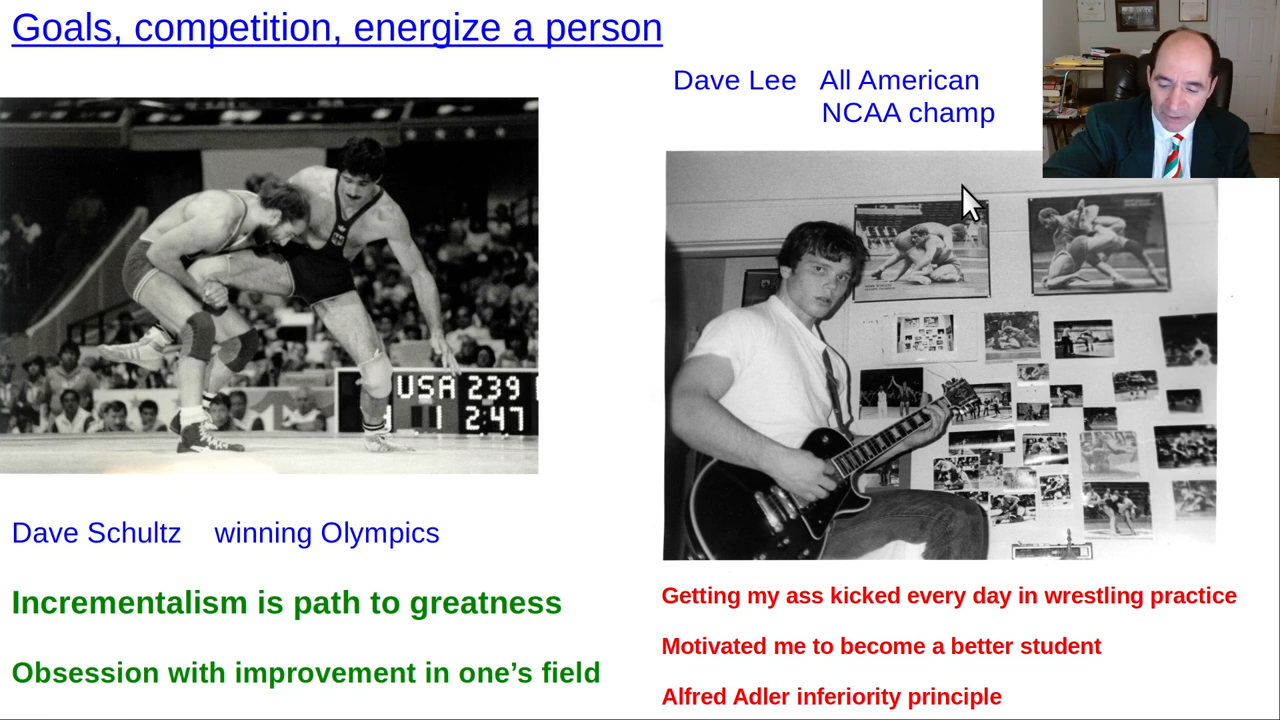 Goals, competition, energize a person
Dave Lee All American
NCAA champ
USA 239
1 2:47
Dave Schultz winning Olympics
Incrementalism is path to greatness
Obsession with improvement in one’s field
Getting my ass kicked every day in wrestling practice
Motivated me to become a better student
Alfred Adler inferiority principle